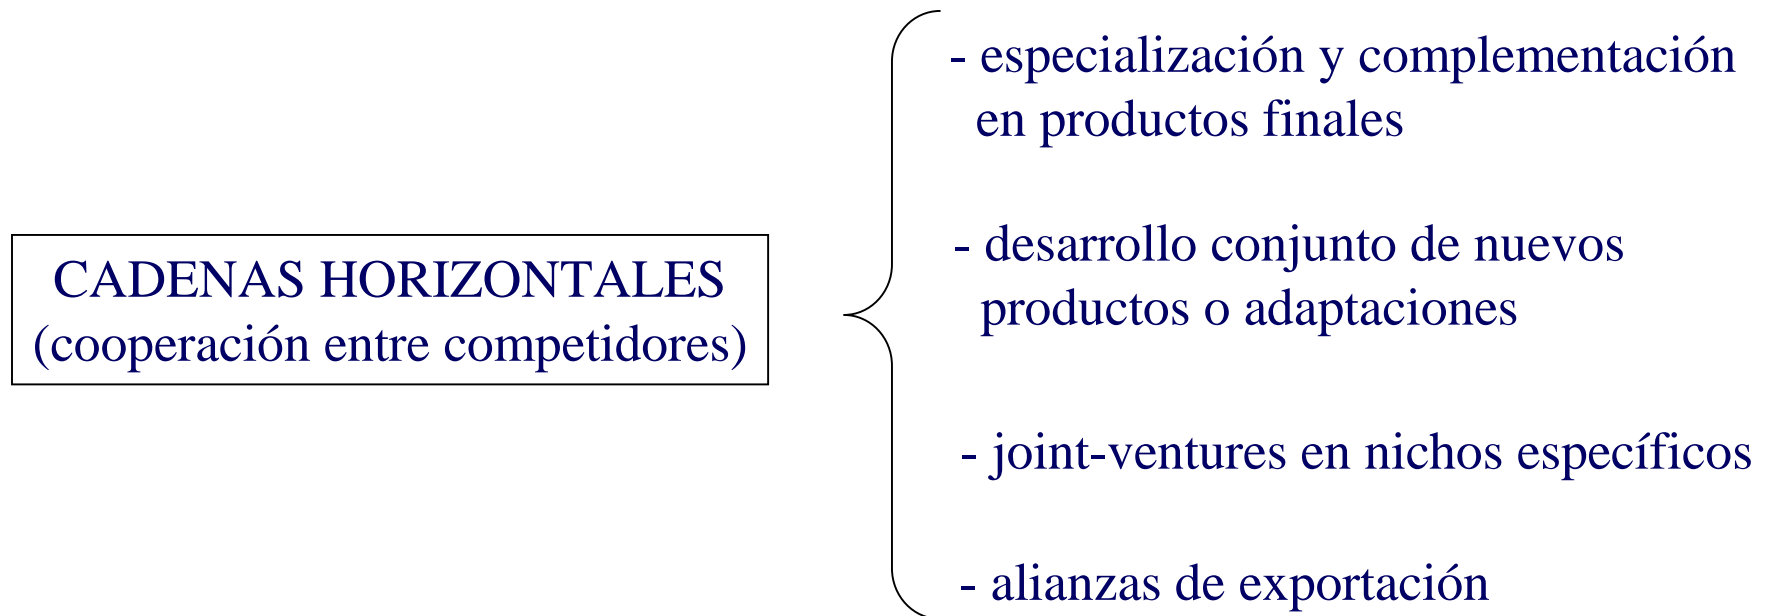 CADENAS HORIZONTALES
(cooperación entre competidores)
- especialización y complementación
en productos finales
- desarrollo conjunto de nuevos
productos o adaptaciones
- joint-ventures en nichos específicos
- alianzas de exportación